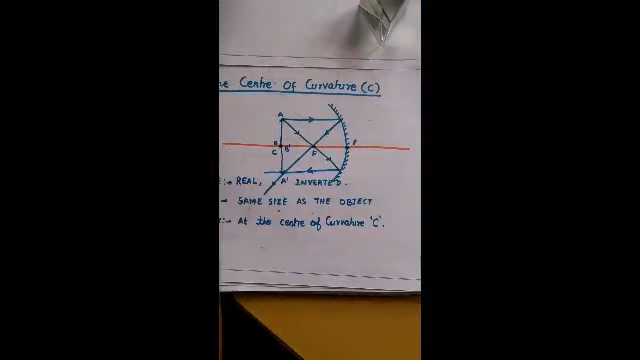 Centre Of Curvature (C)
A
B B' F P
C
A'
:→ REAL, INVERTED.
→ SAME SIZE AS THE OBJECT
:→ At the centre of Curvature 'C'.